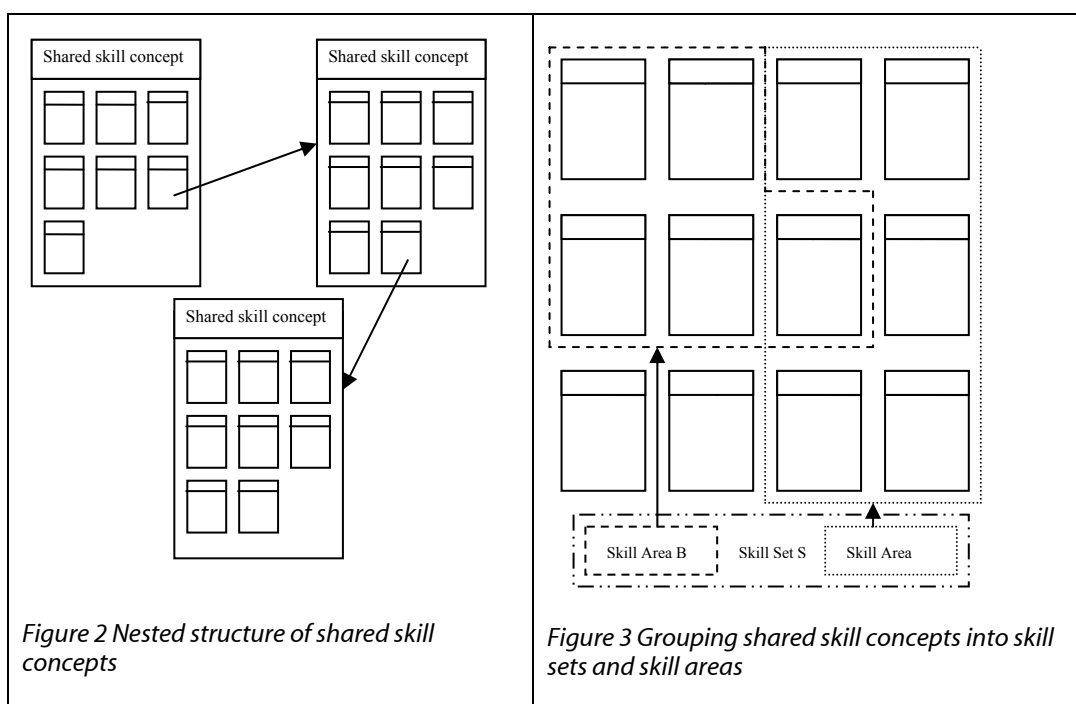 Shared skill concept
Shared skill concept
Shared skill concept
Figure 2 Nested structure of shared skill
concepts
Skill Area B
Skill Set S
Skill Area
Figure 3 Grouping shared skill concepts into skill
sets and skill areas